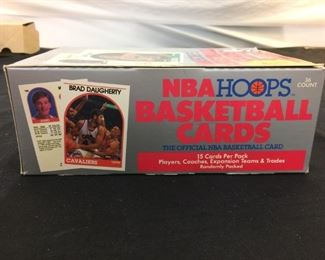 BRAD DAUGHERTY
CAVALIERS
NBA HOOPS
36
COUNT
BASKETBALL
CARDS
THE OFFICIAL NBA BASKETBALL CARD
15 Cards Per Pack
Players, Coaches, Expansion Teams & Trades
Randomly Packed